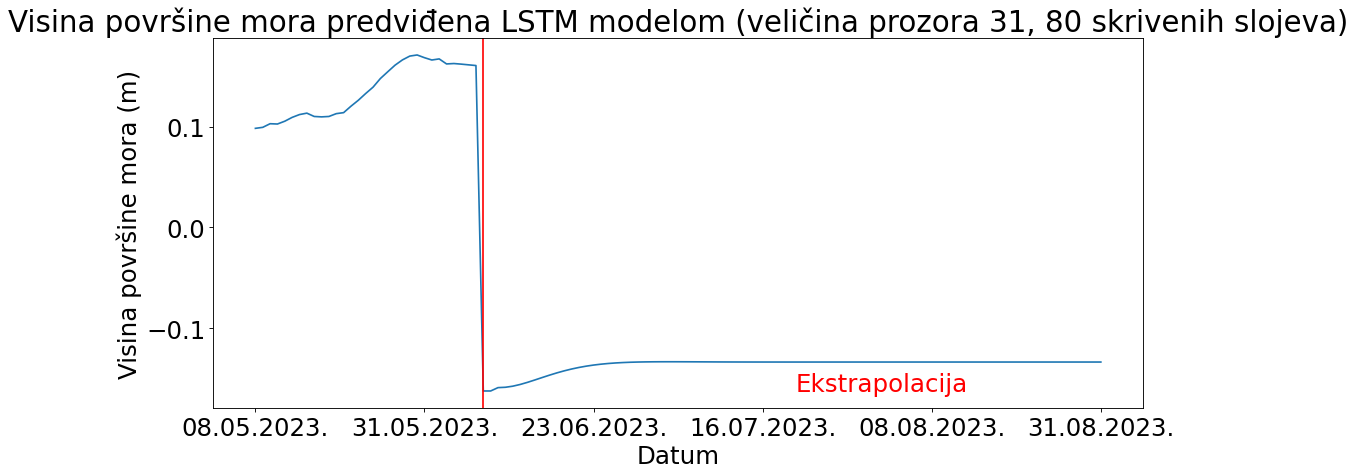 Visina površine mora predviđena LSTM modelom (veličina prozora 31, 80 skrivenih slojeva)
Visina površine mora (m)
0.1
0.0
−0.1
Ekstrapolacija
08.05.2023. 31.05.2023. 23.06.2023. 16.07.2023. 08.08.2023. 31.08.2023.
Datum